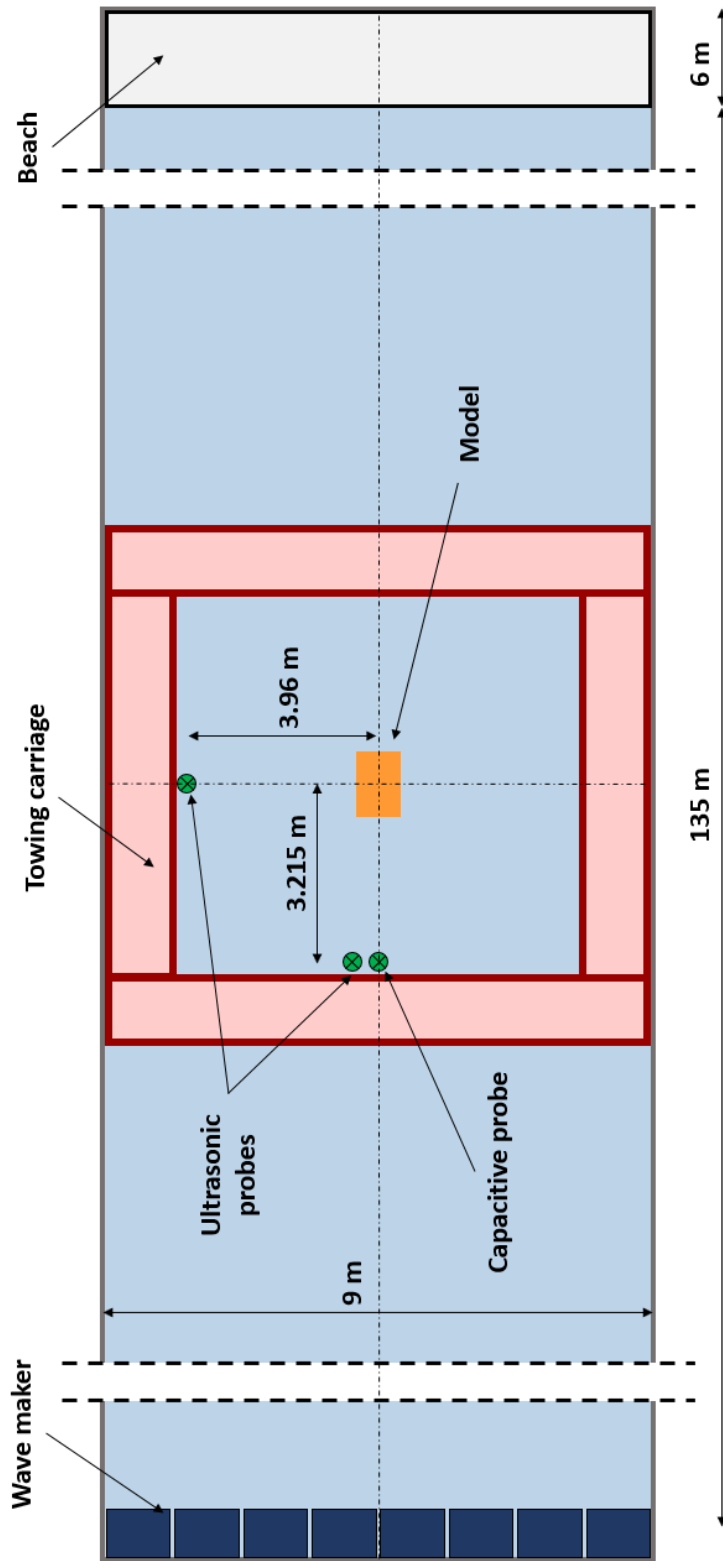 Wave maker
Towing carriage
Beach
9 m
Ultrasonic
probes
3.215 m
3.96 m
Capacitive probe
Model
135 m
6 m